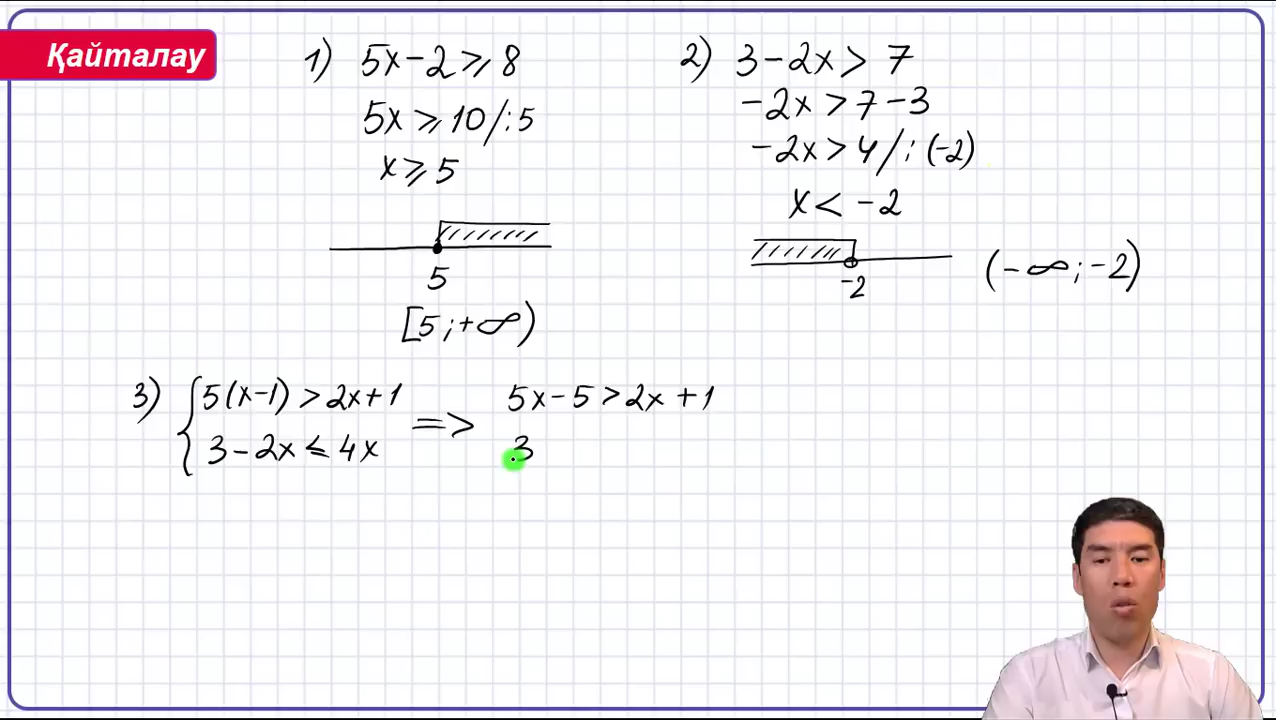 Қайталау
1) 5x-2⩾8
5x⩾10/:5
x⩾5
5
[5;+∞)
2) 3-2x>7
-2x>7-3
-2x>4/:(-2)
x<-2
-2
(-∞;-2)
3) {5(x-1)>2x+1
3-2x≤4x
=>
5x-5>2x+1
3